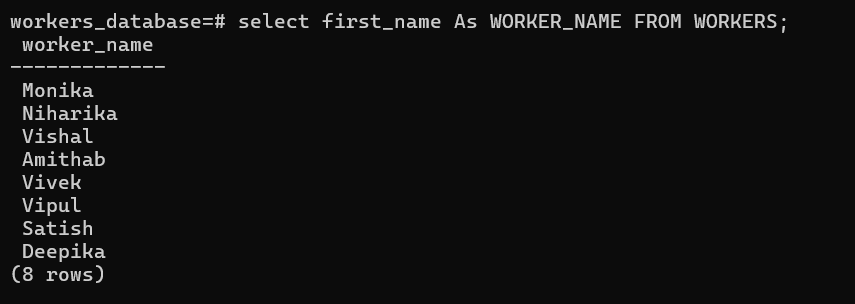 workers_database=# select first_name As WORKER_NAME FROM WORKERS;
worker_name
-------------
Monika
Niharika
Vishal
Amithab
Vivek
Vipul
Satish
Deepika
(8 rows)